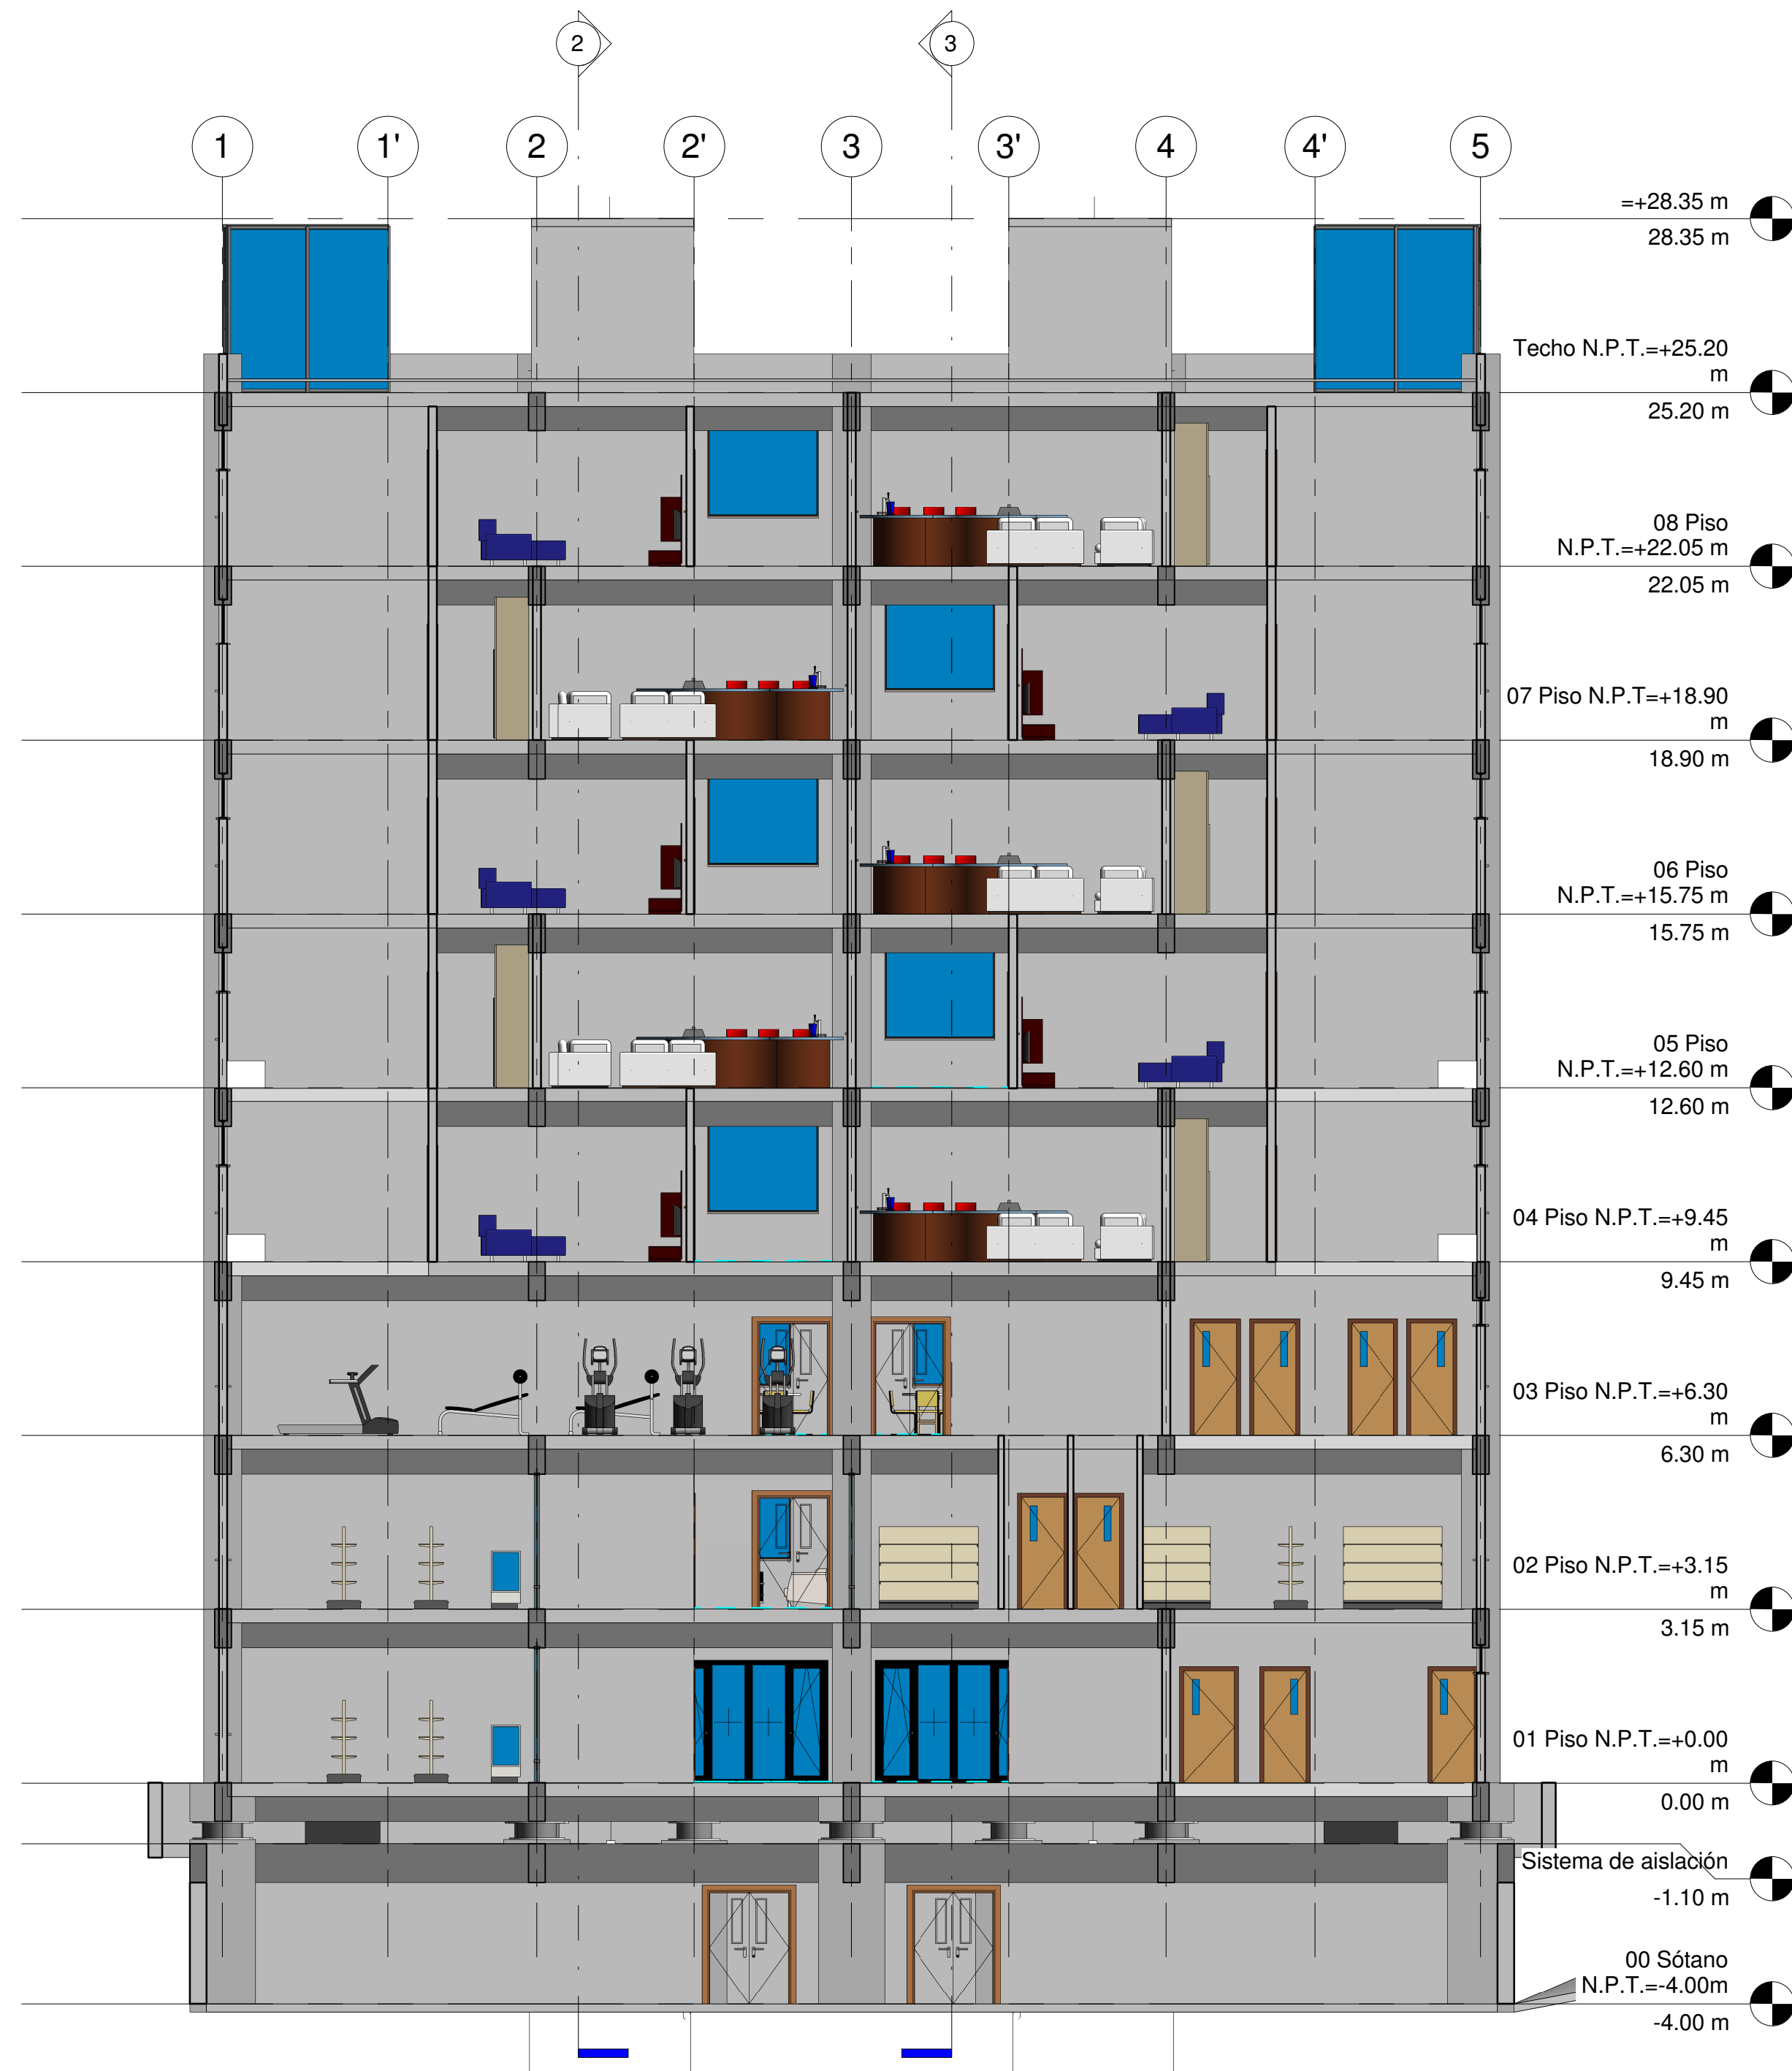 2
3
1
1'
2
2'
3
3'
4
4'
5
=+28.35 m
28.35 m
Techo N.P.T.=+25.20
m
25.20 m
08 Piso
N.P.T.=+22.05 m
22.05 m
07 Piso N.P.T=+18.90
m
18.90 m
06 Piso
N.P.T.=+15.75 m
15.75 m
05 Piso
N.P.T.=+12.60 m
12.60 m
04 Piso N.P.T.=+9.45
m
9.45 m
03 Piso N.P.T.=+6.30
m
6.30 m
02 Piso N.P.T.=+3.15
m
3.15 m
01 Piso N.P.T.=+0.00
m
0.00 m
Sistema de aislación
-1.10 m
00 Sótano
N.P.T.=-4.00m
-4.00 m